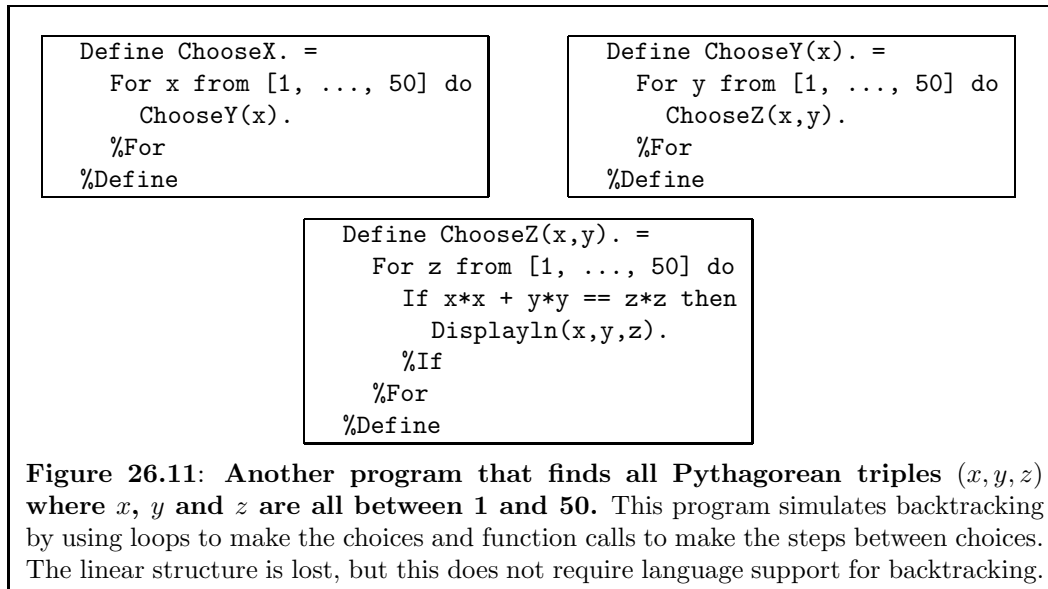 Define ChooseX. =
For x from [1, ..., 50] do
ChooseY(x).
%For
%Define
Define ChooseY(x). =
For y from [1, ..., 50] do
ChooseZ(x,y).
%For
%Define
Define ChooseZ(x,y). =
For z from [1, ..., 50] do
If x*x + y*y == z*z then
Displayln(x,y,z).
%If
%For
%Define
Figure 26.11: Another program that finds all Pythagorean triples (x, y, z)
where x, y and z are all between 1 and 50. This program simulates backtracking
by using loops to make the choices and function calls to make the steps between choices.
The linear structure is lost, but this does not require language support for backtracking.